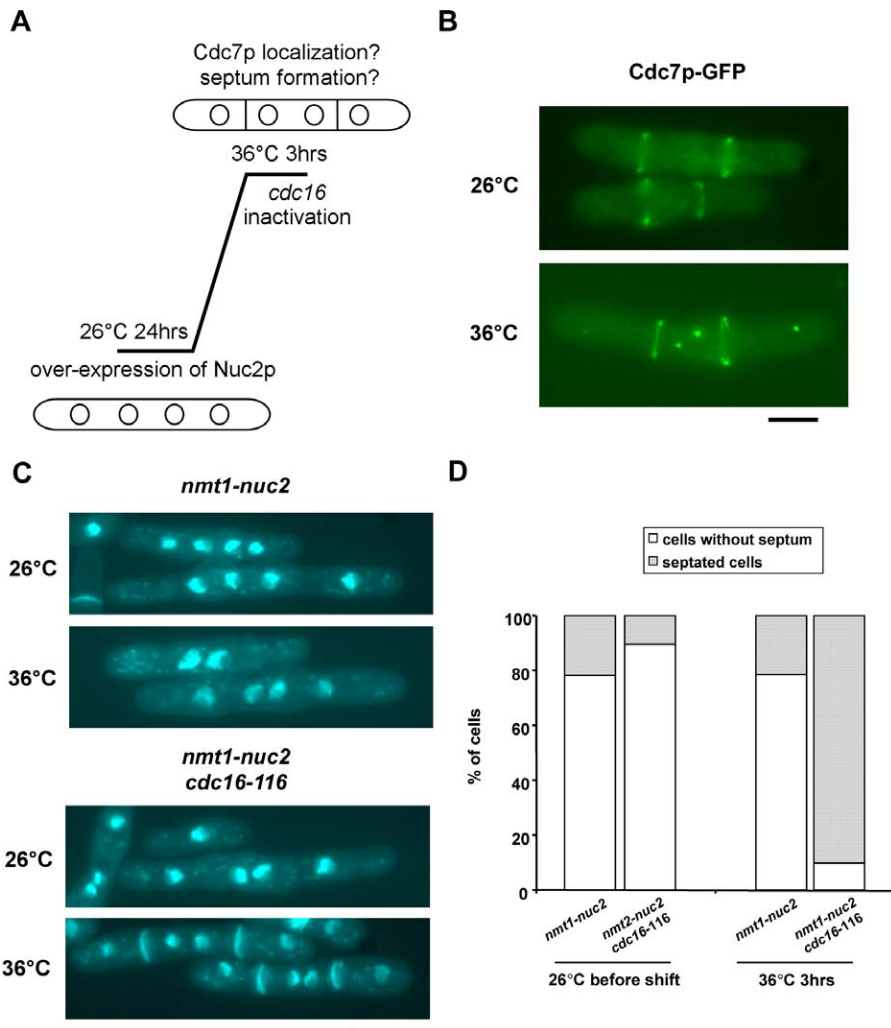 A
Cdc7p localization?
septum formation?
36°C 3hrs
cdc16
inactivation
26°C 24hrs
over-expression of Nuc2p
B
Cdc7p-GFP
26°C
36°C
C
nmt1-nuc2
26°C
36°C
nmt1-nuc2
cdc16-116
26°C
36°C
D
cells without septum
septated cells
100
80
60
40
20
0
% of cells
nmt1-nuc2
nmt2-nuc2
cdc16-116
nmt1-nuc2
nmt1-nuc2
cdc16-116
26°C before shift
36°C 3hrs